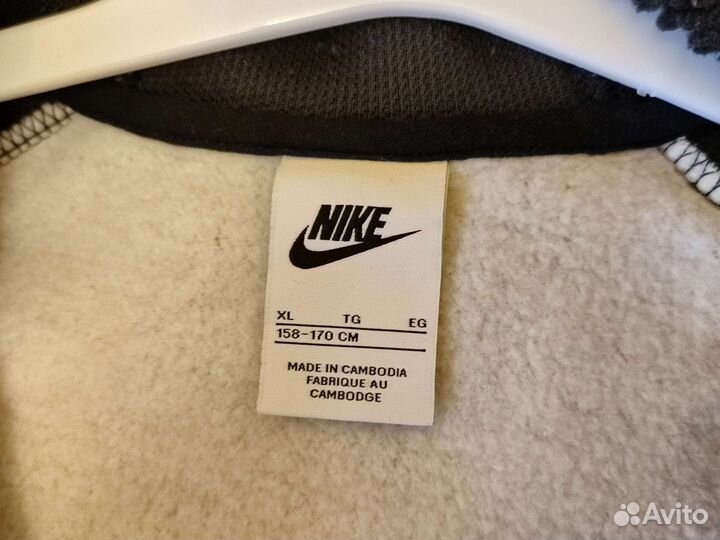 NIKE
XL TG EG
158-170 CM
MADE IN CAMBODIA
FABRIQUE AU
CAMBODGE
Avito